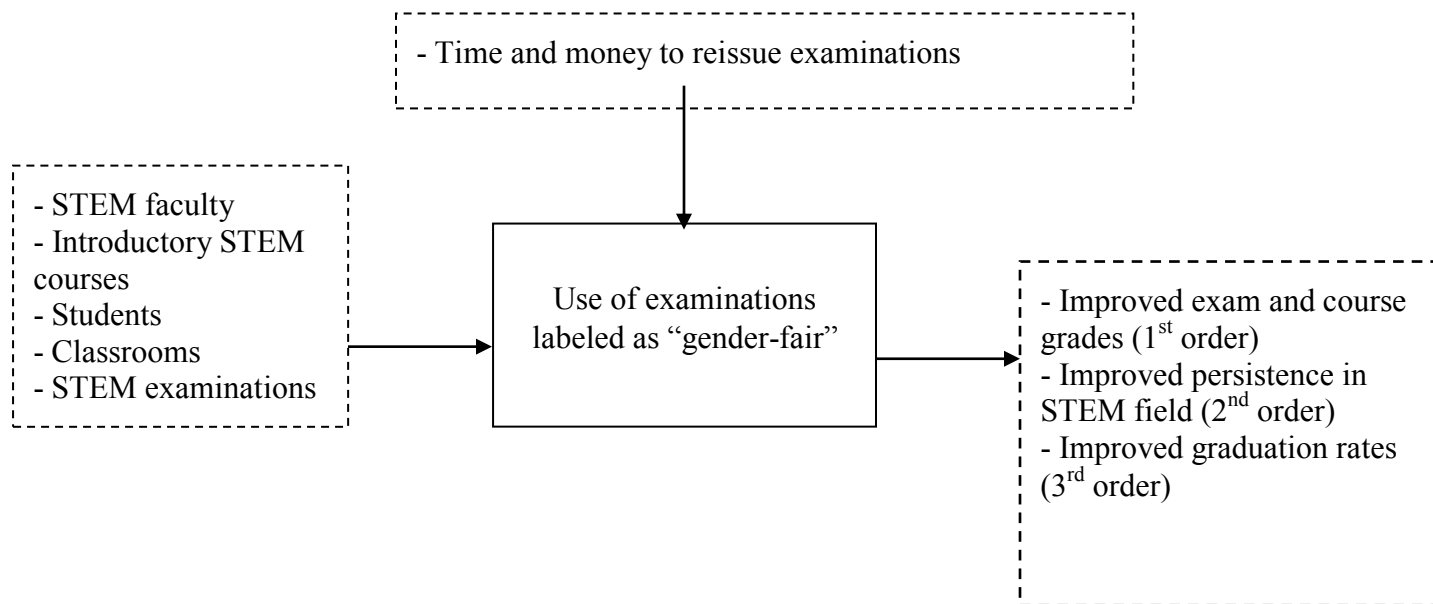 - Time and money to reissue examinations
- STEM faculty
- Introductory STEM
courses
- Students
- Classrooms
- STEM examinations
Use of examinations
labeled as “gender-fair”
- Improved exam and course
grades (1st order)
- Improved persistence in
STEM field (2nd order)
- Improved graduation rates
(3rd order)